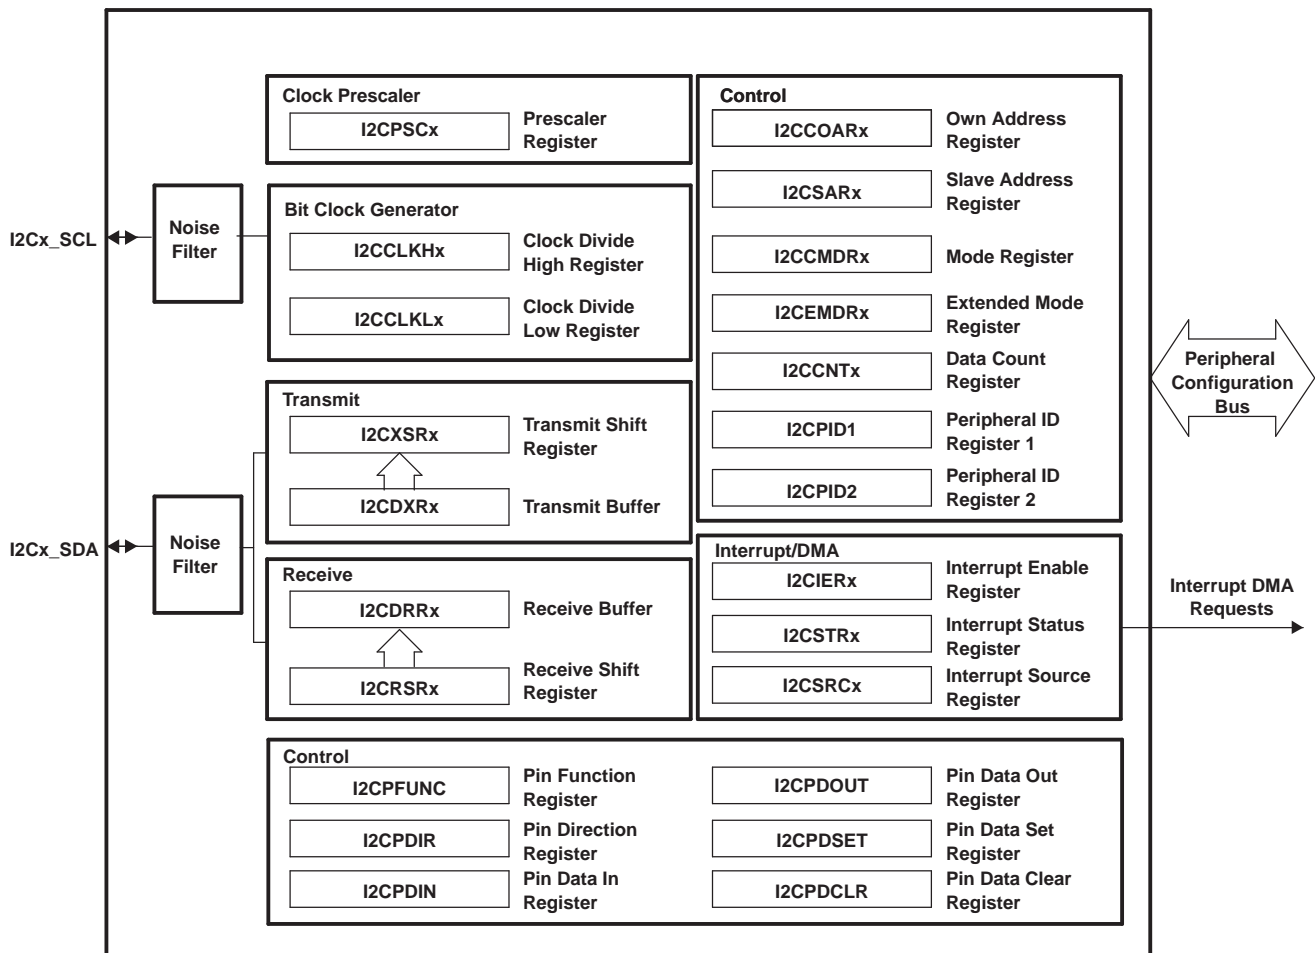 Clock Prescaler
I2CPSCx
Prescaler
Register
Control
I2CCOARx
Own Address
Register
I2CSARx
Slave Address
Register
I2CCMDRx
Mode Register
I2CEMDRx
Extended Mode
Register
I2CCNTx
Data Count
Register
I2CPID1
Peripheral ID
Register 1
I2CPID2
Peripheral ID
Register 2
I2Cx_SCL
Noise
Filter
Bit Clock Generator
I2CCLKHx
Clock Divide
High Register
I2CCLKLx
Clock Divide
Low Register
Peripheral
Configuration
Bus
Transmit
I2CXSRx
Transmit Shift
Register
I2CDXRx
Transmit Buffer
I2Cx_SDA
Noise
Filter
Receive
I2CDRRx
Receive Buffer
I2CRSRx
Receive Shift
Register
Interrupt/DMA
I2CIERx
Interrupt Enable
Register
I2CSTRx
Interrupt Status
Register
I2CSRCx
Interrupt Source
Register
Interrupt DMA
Requests
Control
I2CPFUNC
Pin Function
Register
I2CPDIR
Pin Direction
Register
I2CPDIN
Pin Data In
Register
I2CPDOUT
Pin Data Out
Register
I2CPDSET
Pin Data Set
Register
I2CPDCLR
Pin Data Clear
Register